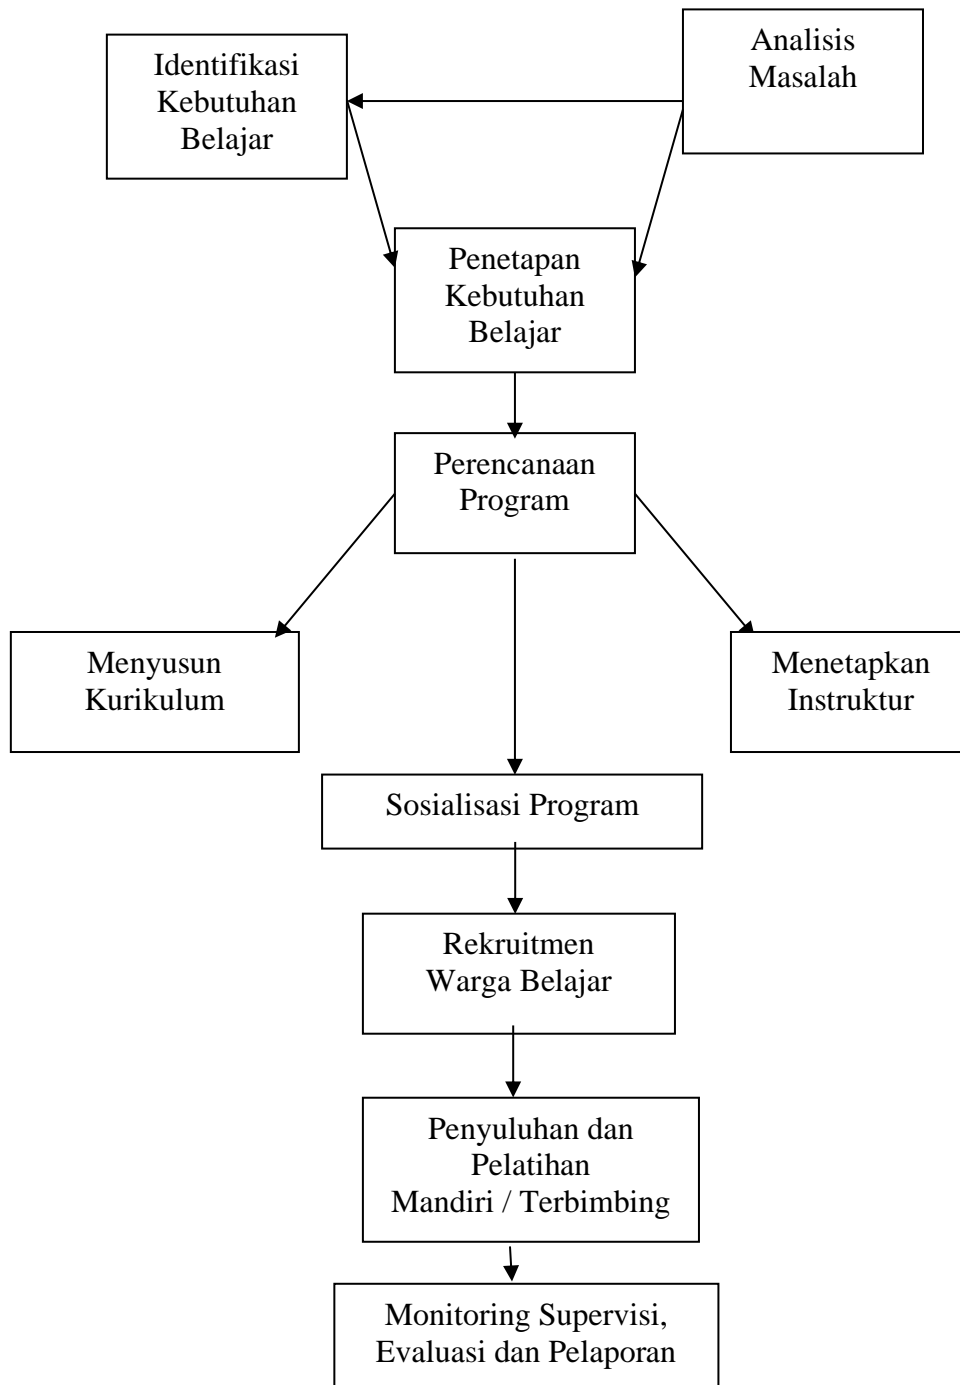 Identifikasi
Kebutuhan
Belajar
Analisis
Masalah
Penetapan
Kebutuhan
Belajar
Perencanaan
Program
Menyusun
Kurikulum
Menetapkan
Instruktur
Sosialisasi Program
Rekruitmen
Warga Belajar
Penyuluhan dan
Pelatihan
Mandiri / Terbimbing
Monitoring Supervisi,
Evaluasi dan Pelaporan